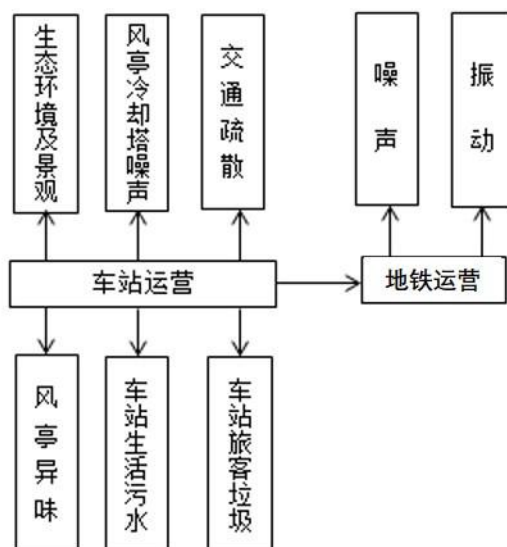 生态环境及景观
风亭冷却塔噪声
交通疏散
噪声
振动
车站运营
地铁运营
风亭异味
车站生活污水
车站旅客垃圾